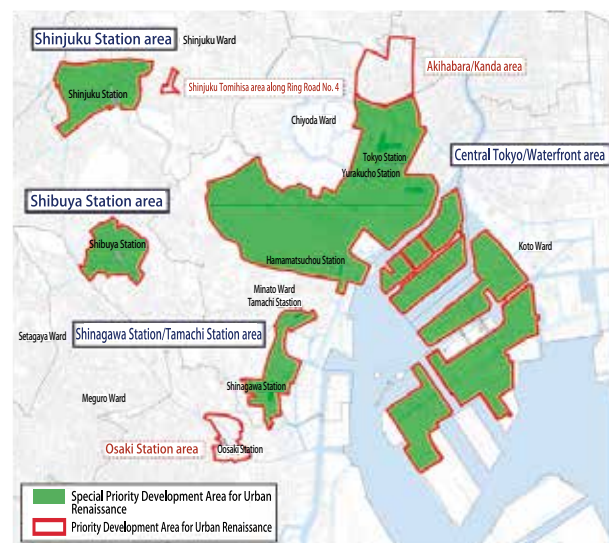 Shinjuku Station area
Shinjuku Ward
Akihabara/Kanda area
Shinjuku Station
Shinjuku Tomihisa area along Ring Road No. 4
Chiyoda Ward
Tokyo Station
Yurakucho Station
Central Tokyo/Waterfront area
Shibuya Station area
Shibuya Station
Koto Ward
Hamamatsuchou Station
Minato Ward
Tamachi Stastion
Setagaya Ward
Shinagawa Station/Tamachi Station area
Shinagawa Station
Meguro Ward
Osaki Station area
Oosaki Station
Special Priority Development Area for Urban
Renaissance
Priority Development Area for Urban Renaissance